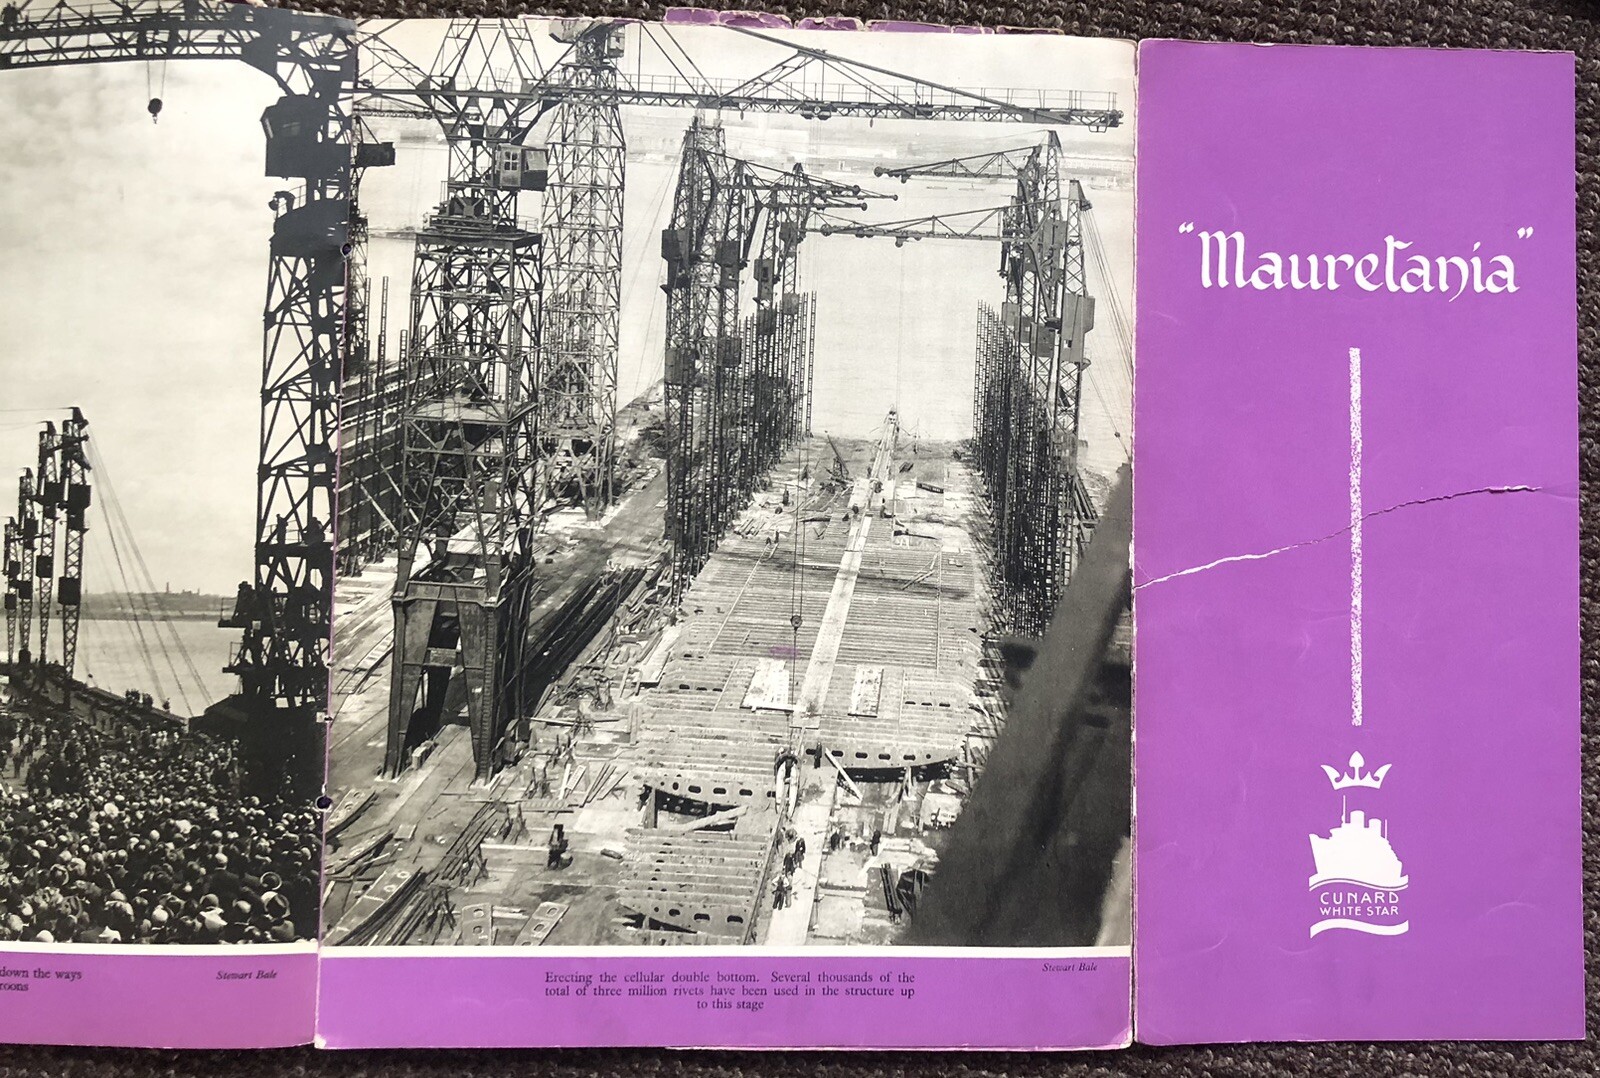 down the ways
Stewart Bale
Erecting the cellular double bottom. Several thousands of the
total of three million rivets have been used in the structure up
to this stage
Stewart Bale
"Mauretania"
CUNARD
WHITE STAR